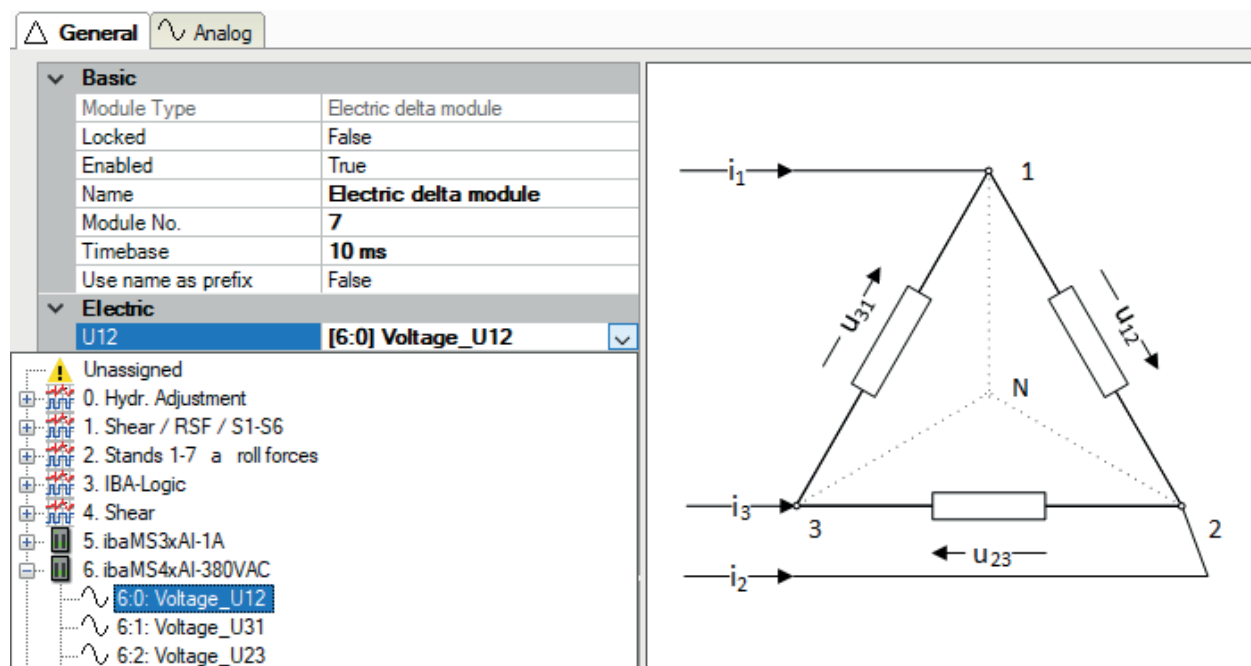 General Analog
Basic
Module Type Electric delta module
Locked False
Enabled True
Name Electric delta module
Module No. 7
Timebase 10 ms
Use name as prefix False
Electric
U12 [6:0] Voltage_U12
Unassigned
0. Hydr. Adjustment
1. Shear / RSF / S1-S6
2. Stands 1-7 a roll forces
3. IBA-Logic
4. Shear
5. ibaMS3xAI-1A
6. ibaMS4xAI-380VAC
6:0: Voltage_U12
6:1: Voltage_U31
6:2: Voltage_U23
i1
1
u31
u12
N
i3
3
2
u23
i2